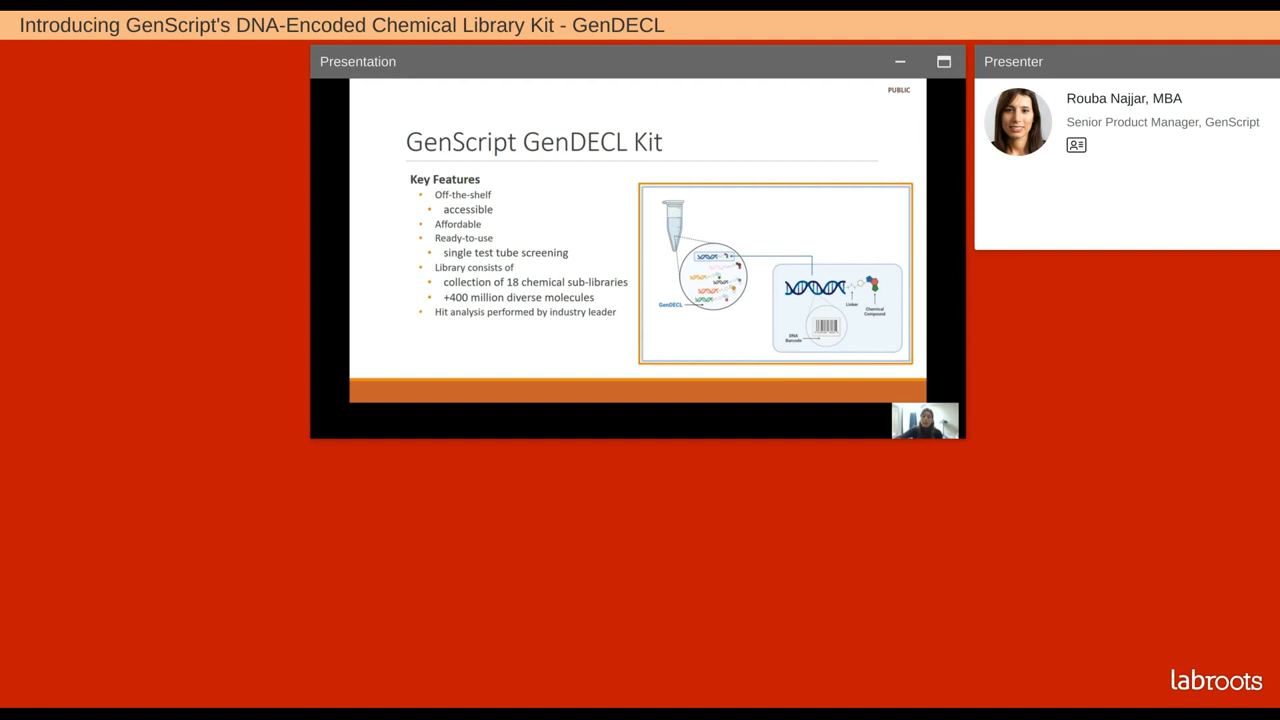 Introducing GenScript's DNA-Encoded Chemical Library Kit - GenDECL
Presentation
Presenter
PUBLIC
Rouba Najjar, MBA
Senior Product Manager, GenScript
GenScript GenDECL Kit
Key Features
Off-the-shelf
accessible
Affordable
Ready-to-use
single test tube screening
Library consists of
collection of 18 chemical sub-libraries
+400 million diverse molecules
Hit analysis performed by industry leader
GenDECL
Linker
Chemical
Compound
DNA
Barcode
labroots